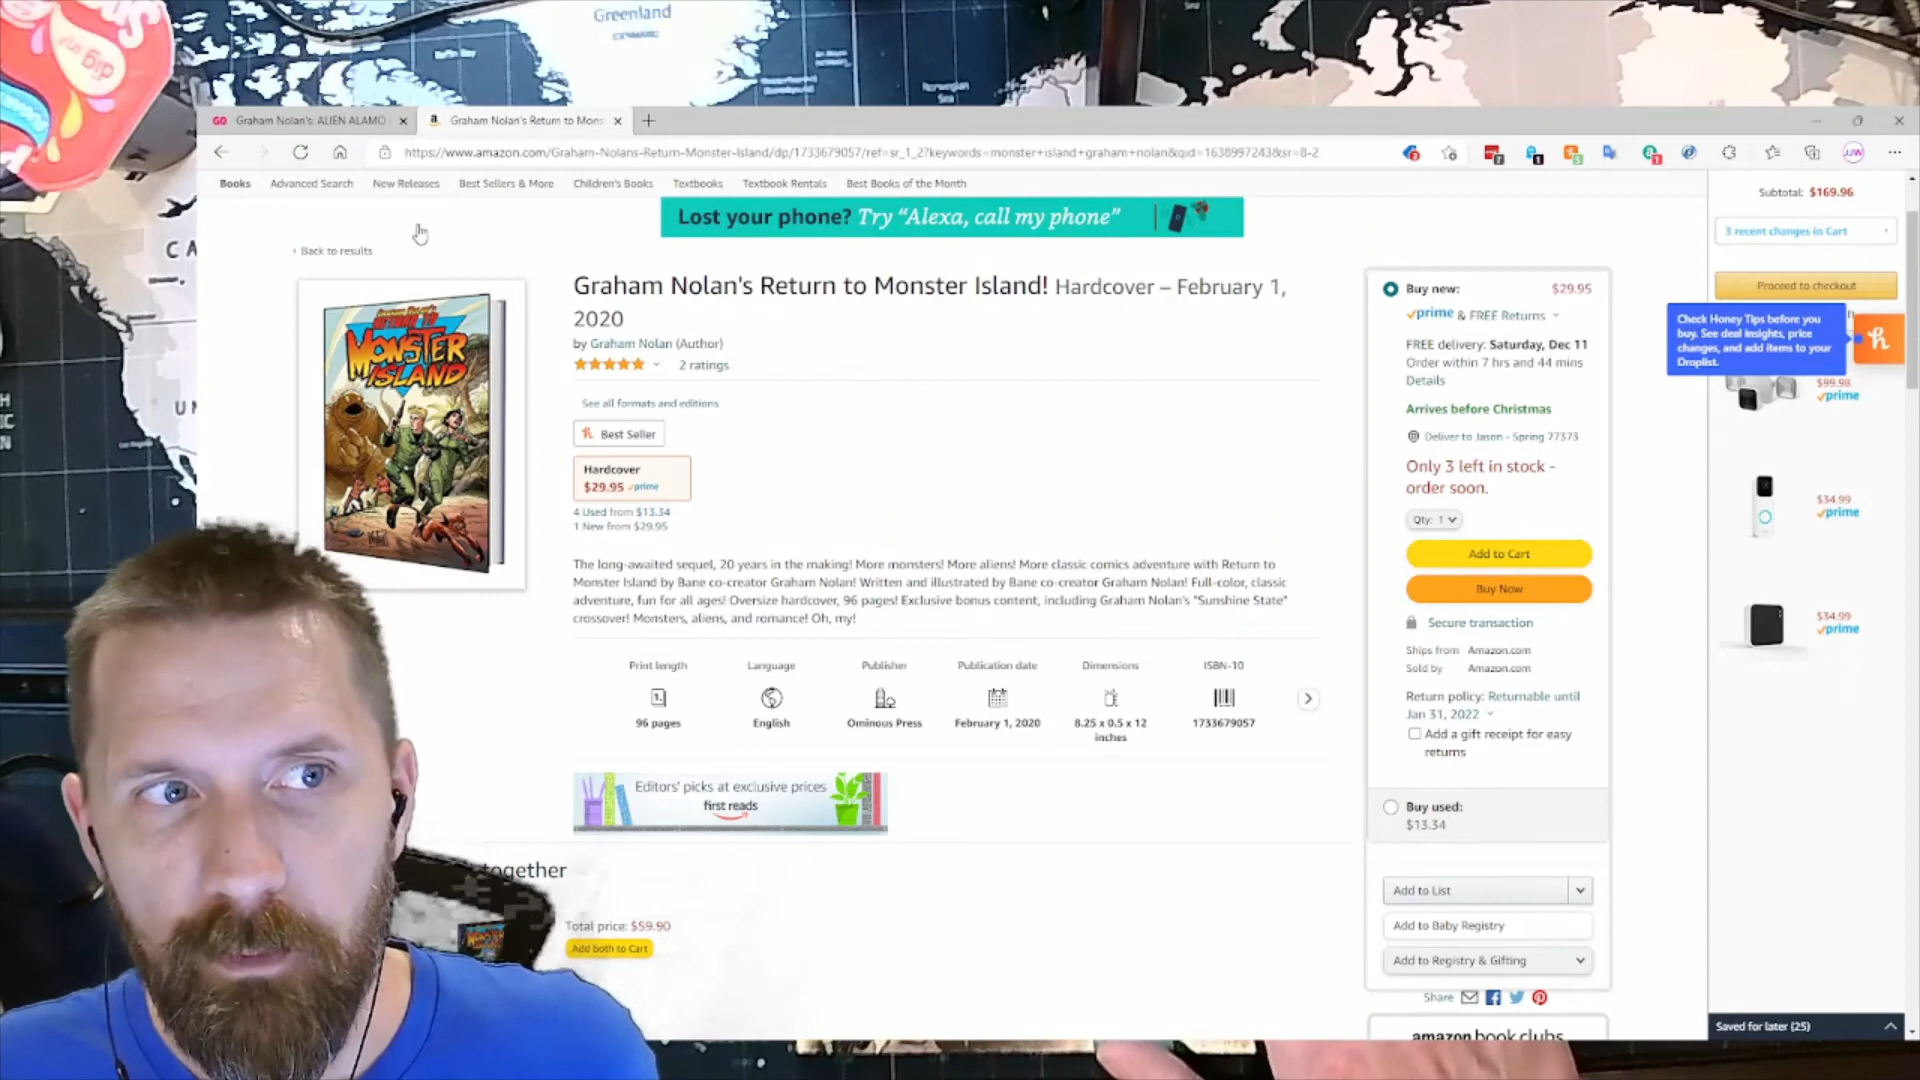 Greenland
Norwegian
Sea
dig up!
CA
Graham Nolan's: ALIEN ALAMO
Graham Nolan's Return to Mons
https://www.amazon.com/Graham-Nolans-Return-Monster-Island/dp/1733679057/ref=sr_1_2?keywords=monster+island+graham+nolan&qid=1638997243&sr=8-2
Books Advanced Search New Releases Best Sellers & More Children's Books Textbooks Textbook Rentals Best Books of the Month
Lost your phone? Try "Alexa, call my phone"
Subtotal: $169.96
3 recent changes in Cart
Proceed to checkout
Check Honey Tips before you
buy. See deal insights, price
changes, and add items to your
Droplist.
$99.98
prime
$34.99
prime
$34.99
prime
Saved for later (25)
‹ Back to results
MONSTER
ISLAND
Graham Nolan's Return to Monster Island! Hardcover – February 1,
2020
by Graham Nolan (Author)
2 ratings
See all formats and editions
Best Seller
Hardcover
$29.95 prime
4 Used from $13.34
1 New from $29.95
The long-awaited sequel, 20 years in the making! More monsters! More aliens! More classic comics adventure with Return to
Monster Island by Bane co-creator Graham Nolan! Written and illustrated by Bane co-creator Graham Nolan! Full-color, classic
adventure, fun for all ages! Oversize hardcover, 96 pages! Exclusive bonus content, including Graham Nolan's "Sunshine State"
crossover! Monsters, aliens, and romance! Oh, my!
Print length Language Publisher Publication date Dimensions ISBN-10
96 pages English Ominous Press February 1, 2020 8.25 x 0.5 x 12 1733679057
inches
Editors' picks at exclusive prices
first reads
together
Total price: $59.90
Add both to Cart
Buy new: $29.95
prime & FREE Returns
FREE delivery: Saturday, Dec 11
Order within 7 hrs and 44 mins
Details
Arrives before Christmas
Deliver to Jason - Spring 77373
Only 3 left in stock -
order soon.
Qty: 1
Add to Cart
Buy Now
Secure transaction
Ships from Amazon.com
Sold by Amazon.com
Return policy: Returnable until
Jan 31, 2022
Add a gift receipt for easy
returns
Buy used:
$13.34
Add to List
Add to Baby Registry
Add to Registry & Gifting
Share
amazon book clubs